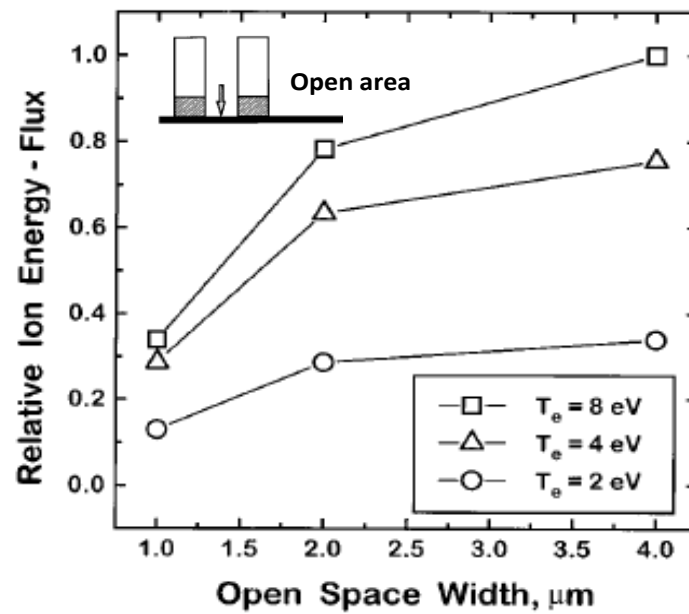 Open area
Relative Ion Energy - Flux
1.0
0.8
0.6
0.4
0.2
0.0
T_e = 8 eV
T_e = 4 eV
T_e = 2 eV
1.0 1.5 2.0 2.5 3.0 3.5 4.0
Open Space Width, μm